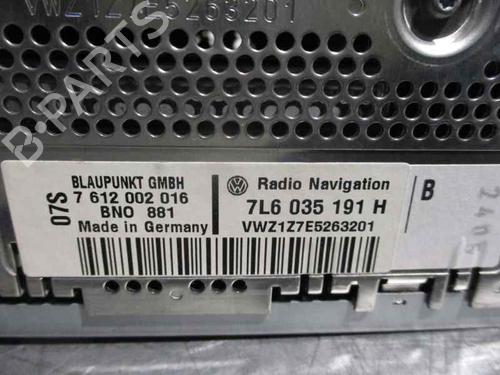 VWZ1Z7E5263201
B-PARTS
07S
BLAUPUNKT GMBH
7 612 002 016
BNO 881
Made in Germany
Radio Navigation
7L6 035 191 H
VWZ1Z7E5263201
B